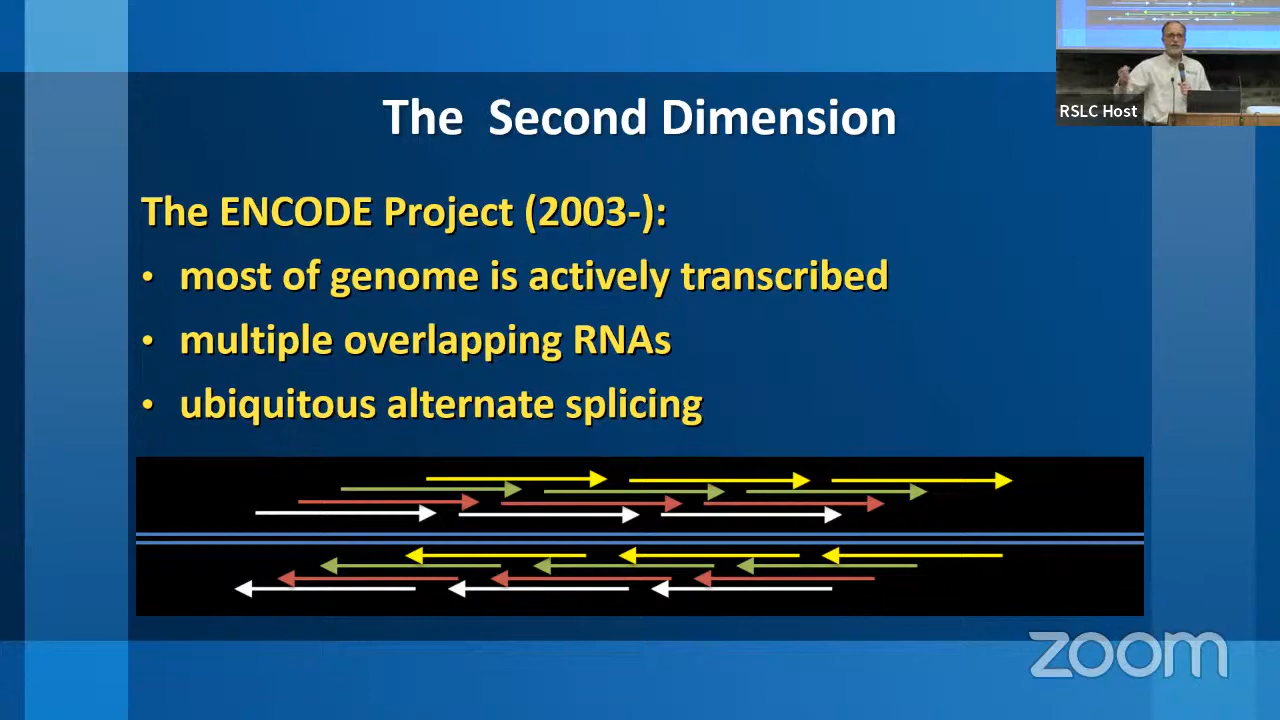 The Second Dimension
RSLC Host
The ENCODE Project (2003-):
• most of genome is actively transcribed
• multiple overlapping RNAs
• ubiquitous alternate splicing
zoom